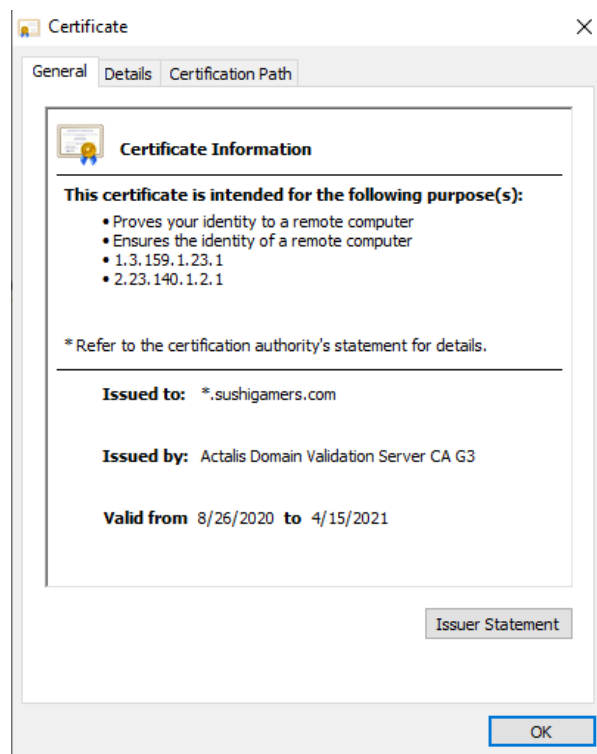 Certificate
General Details Certification Path
Certificate Information
This certificate is intended for the following purpose(s):
• Proves your identity to a remote computer
• Ensures the identity of a remote computer
• 1.3.159.1.23.1
• 2.23.140.1.2.1
* Refer to the certification authority's statement for details.
Issued to: *.sushigamers.com
Issued by: Actalis Domain Validation Server CA G3
Valid from 8/26/2020 to 4/15/2021
Issuer Statement
OK